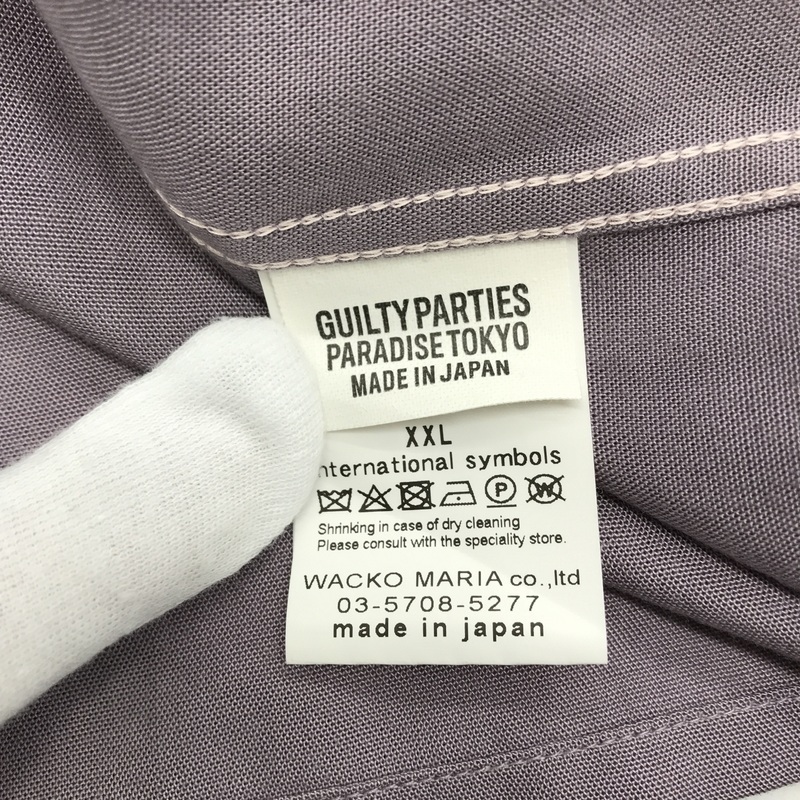 GUILTY PARTIES
PARADISE TOKYO
MADE IN JAPAN
XXL
nternational symbols
P W
Shrinking in case of dry cleaning
Please consult with the speciality store.
WACKO MARIA co.,ltd
03-5708-5277
made in japan